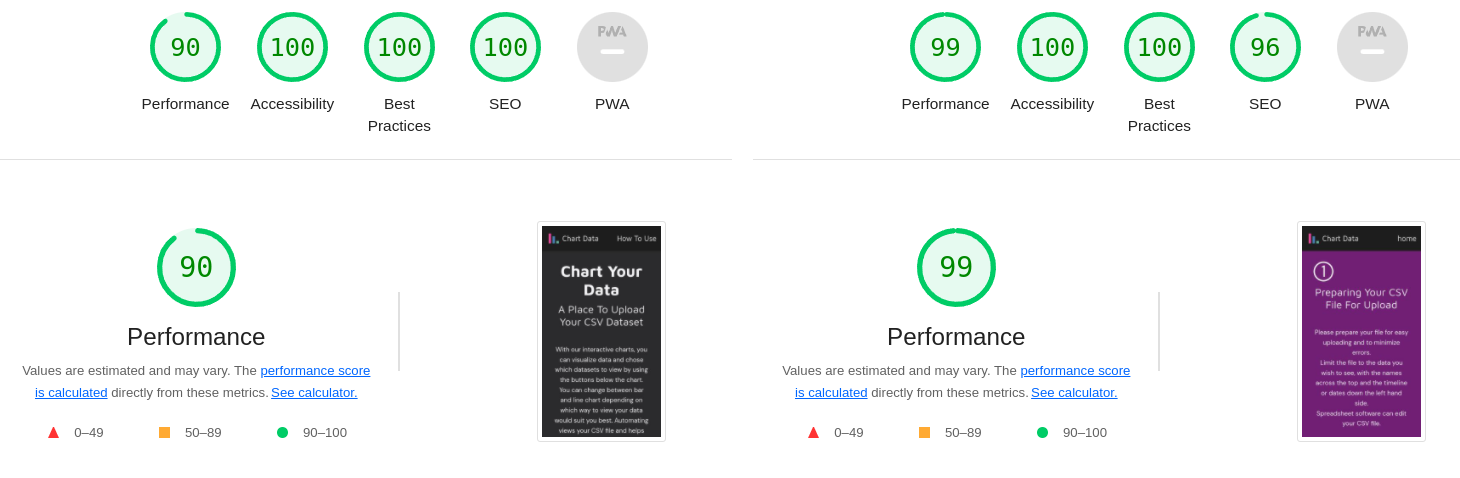 90
100
100
100
PWA
Performance
Accessibility
Best
Practices
SEO
PWA
90
Performance
Values are estimated and may vary. The performance score
is calculated directly from these metrics. See calculator.
0–49
50–89
90–100
Chart Data
How To Use
Chart Your
Data
A Place To Upload
Your CSV Dataset
With our interactive charts, you
can visualize data and chose
which datasets to view by using
the buttons below the chart.
You can change between bar
and line chart depending on
which way to view your data
would suit you best. Automating
views your CSV file and helps
99
100
100
96
PWA
Performance
Accessibility
Best
Practices
SEO
PWA
99
Performance
Values are estimated and may vary. The performance score
is calculated directly from these metrics. See calculator.
0–49
50–89
90–100
Chart Data
home
1
Preparing Your CSV
File For Upload
Please prepare your file for easy
uploading and to minimize
errors.
Limit the file to the data you
wish to see, with the names
across the top and the timeline
or dates down the left hand
side.
Spreadsheet software can edit
your CSV file.